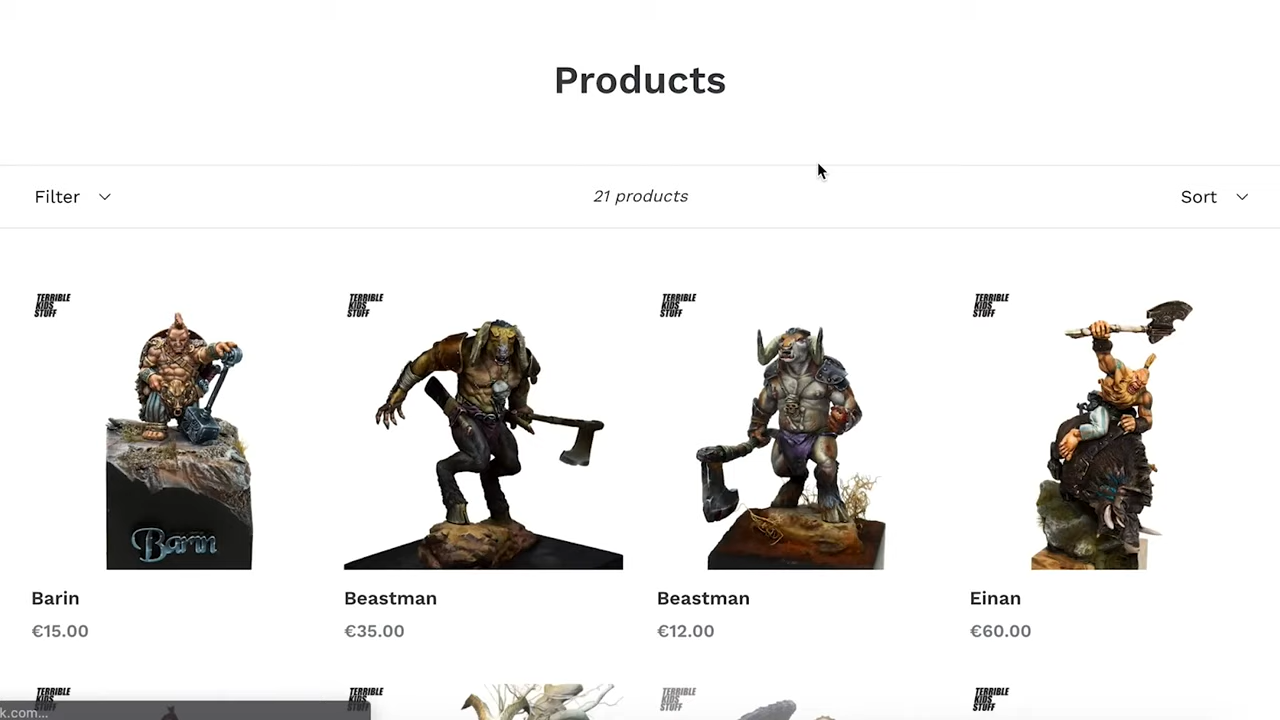 Products
Filter
21 products
Sort
TERRIBLE
KIDS
STUFF
TERRIBLE
KIDS
STUFF
TERRIBLE
KIDS
STUFF
TERRIBLE
KIDS
STUFF
Barin
Barin
€15.00
Beastman
€35.00
Beastman
€12.00
Einan
€60.00
TERRIBLE
KIDS
STUFF
TERRIBLE
KIDS
STUFF
TERRIBLE
KIDS
STUFF
TERRIBLE
KIDS
STUFF
k.com...